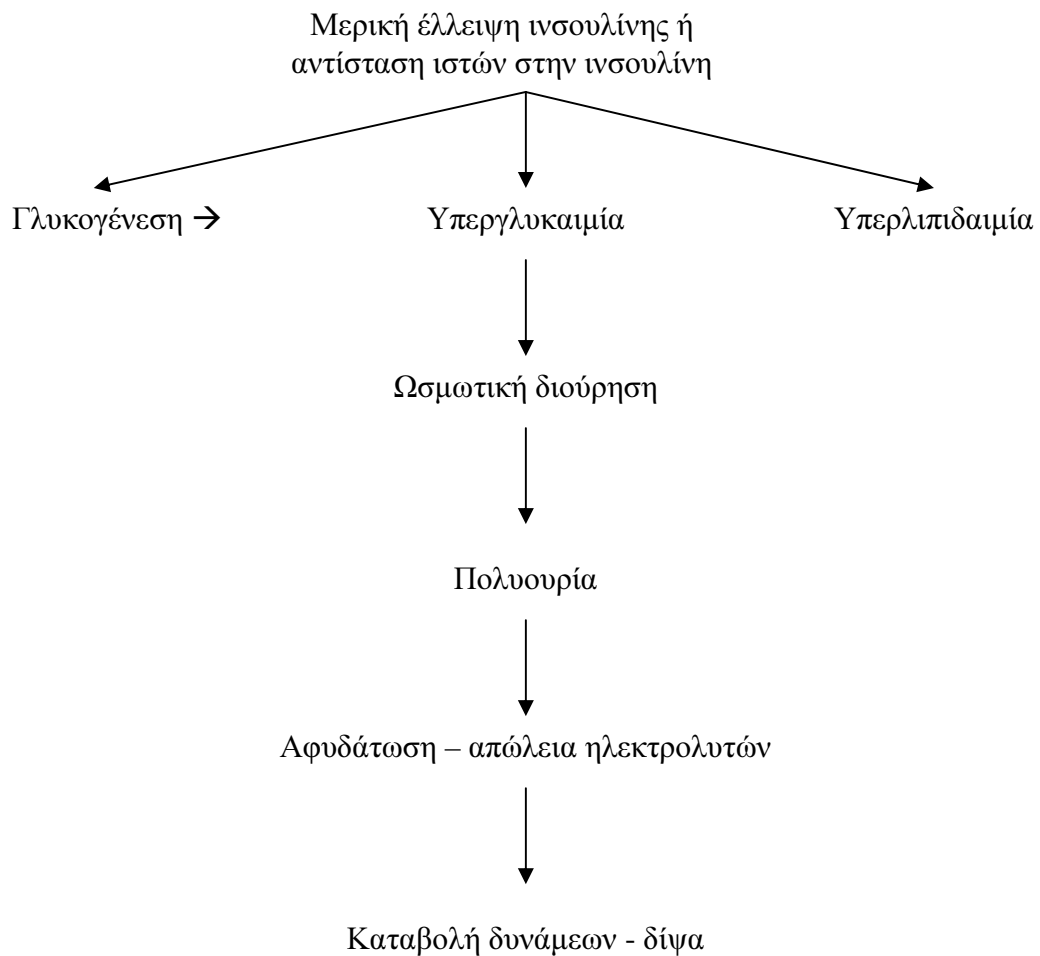 Μερική έλλειψη ινσουλίνης ή
αντίσταση ιστών στην ινσουλίνη
Γλυκογένεση → Υπεργλυκαιμία Υπερλιπιδαιμία
Ωσμωτική διούρηση
Πολυουρία
Αφυδάτωση – απώλεια ηλεκτρολυτών
Καταβολή δυνάμεων - δίψα